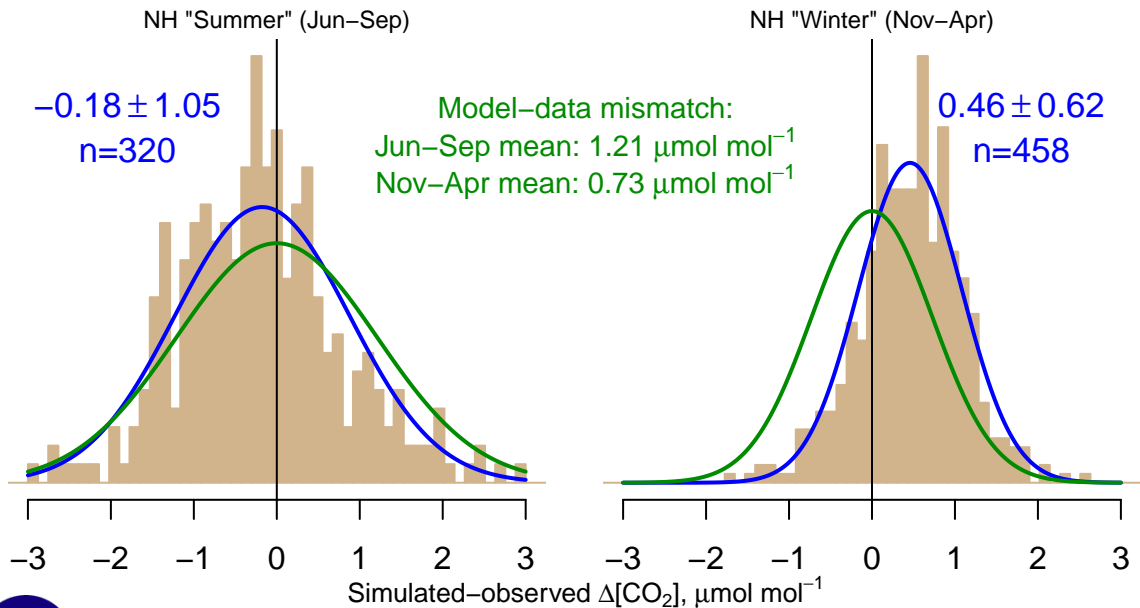 NH "Summer" (Jun−Sep)
−0.18 ± 1.05
n=320
Model−data mismatch:
Jun−Sep mean: 1.21 μmol mol⁻¹
Nov−Apr mean: 0.73 μmol mol⁻¹
NH "Winter" (Nov−Apr)
0.46 ± 0.62
n=458
−3 −2 −1 0 1 2 3
−3 −2 −1 0 1 2 3
Simulated−observed Δ[CO₂], μmol mol⁻¹